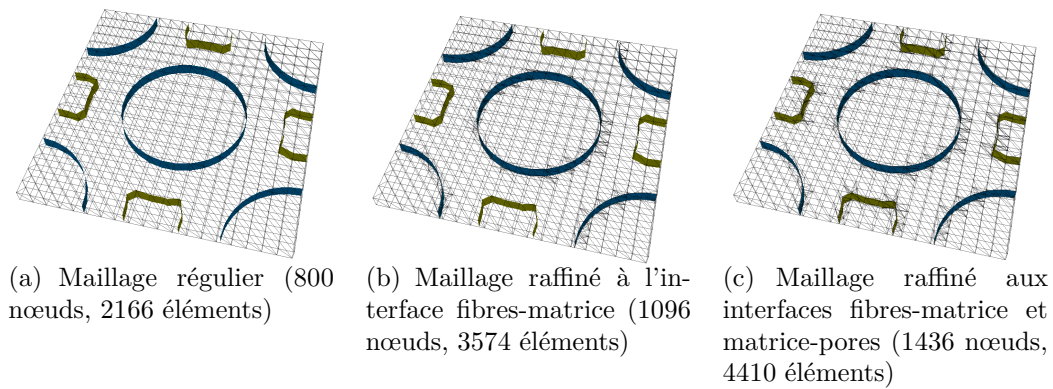 (a) Maillage régulier (800
nœuds, 2166 éléments)
(b) Maillage raffiné à l'in-
terface fibres-matrice (1096
nœuds, 3574 éléments)
(c) Maillage raffiné aux
interfaces fibres-matrice et
matrice-pores (1436 nœuds,
4410 éléments)